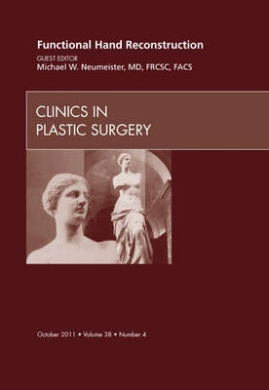 Functional Hand Reconstruction
GUEST EDITOR
Michael W. Neumeister, MD, FRCSC, FACS
CLINICS IN
PLASTIC SURGERY
October 2011 • Volume 38 • Number 4